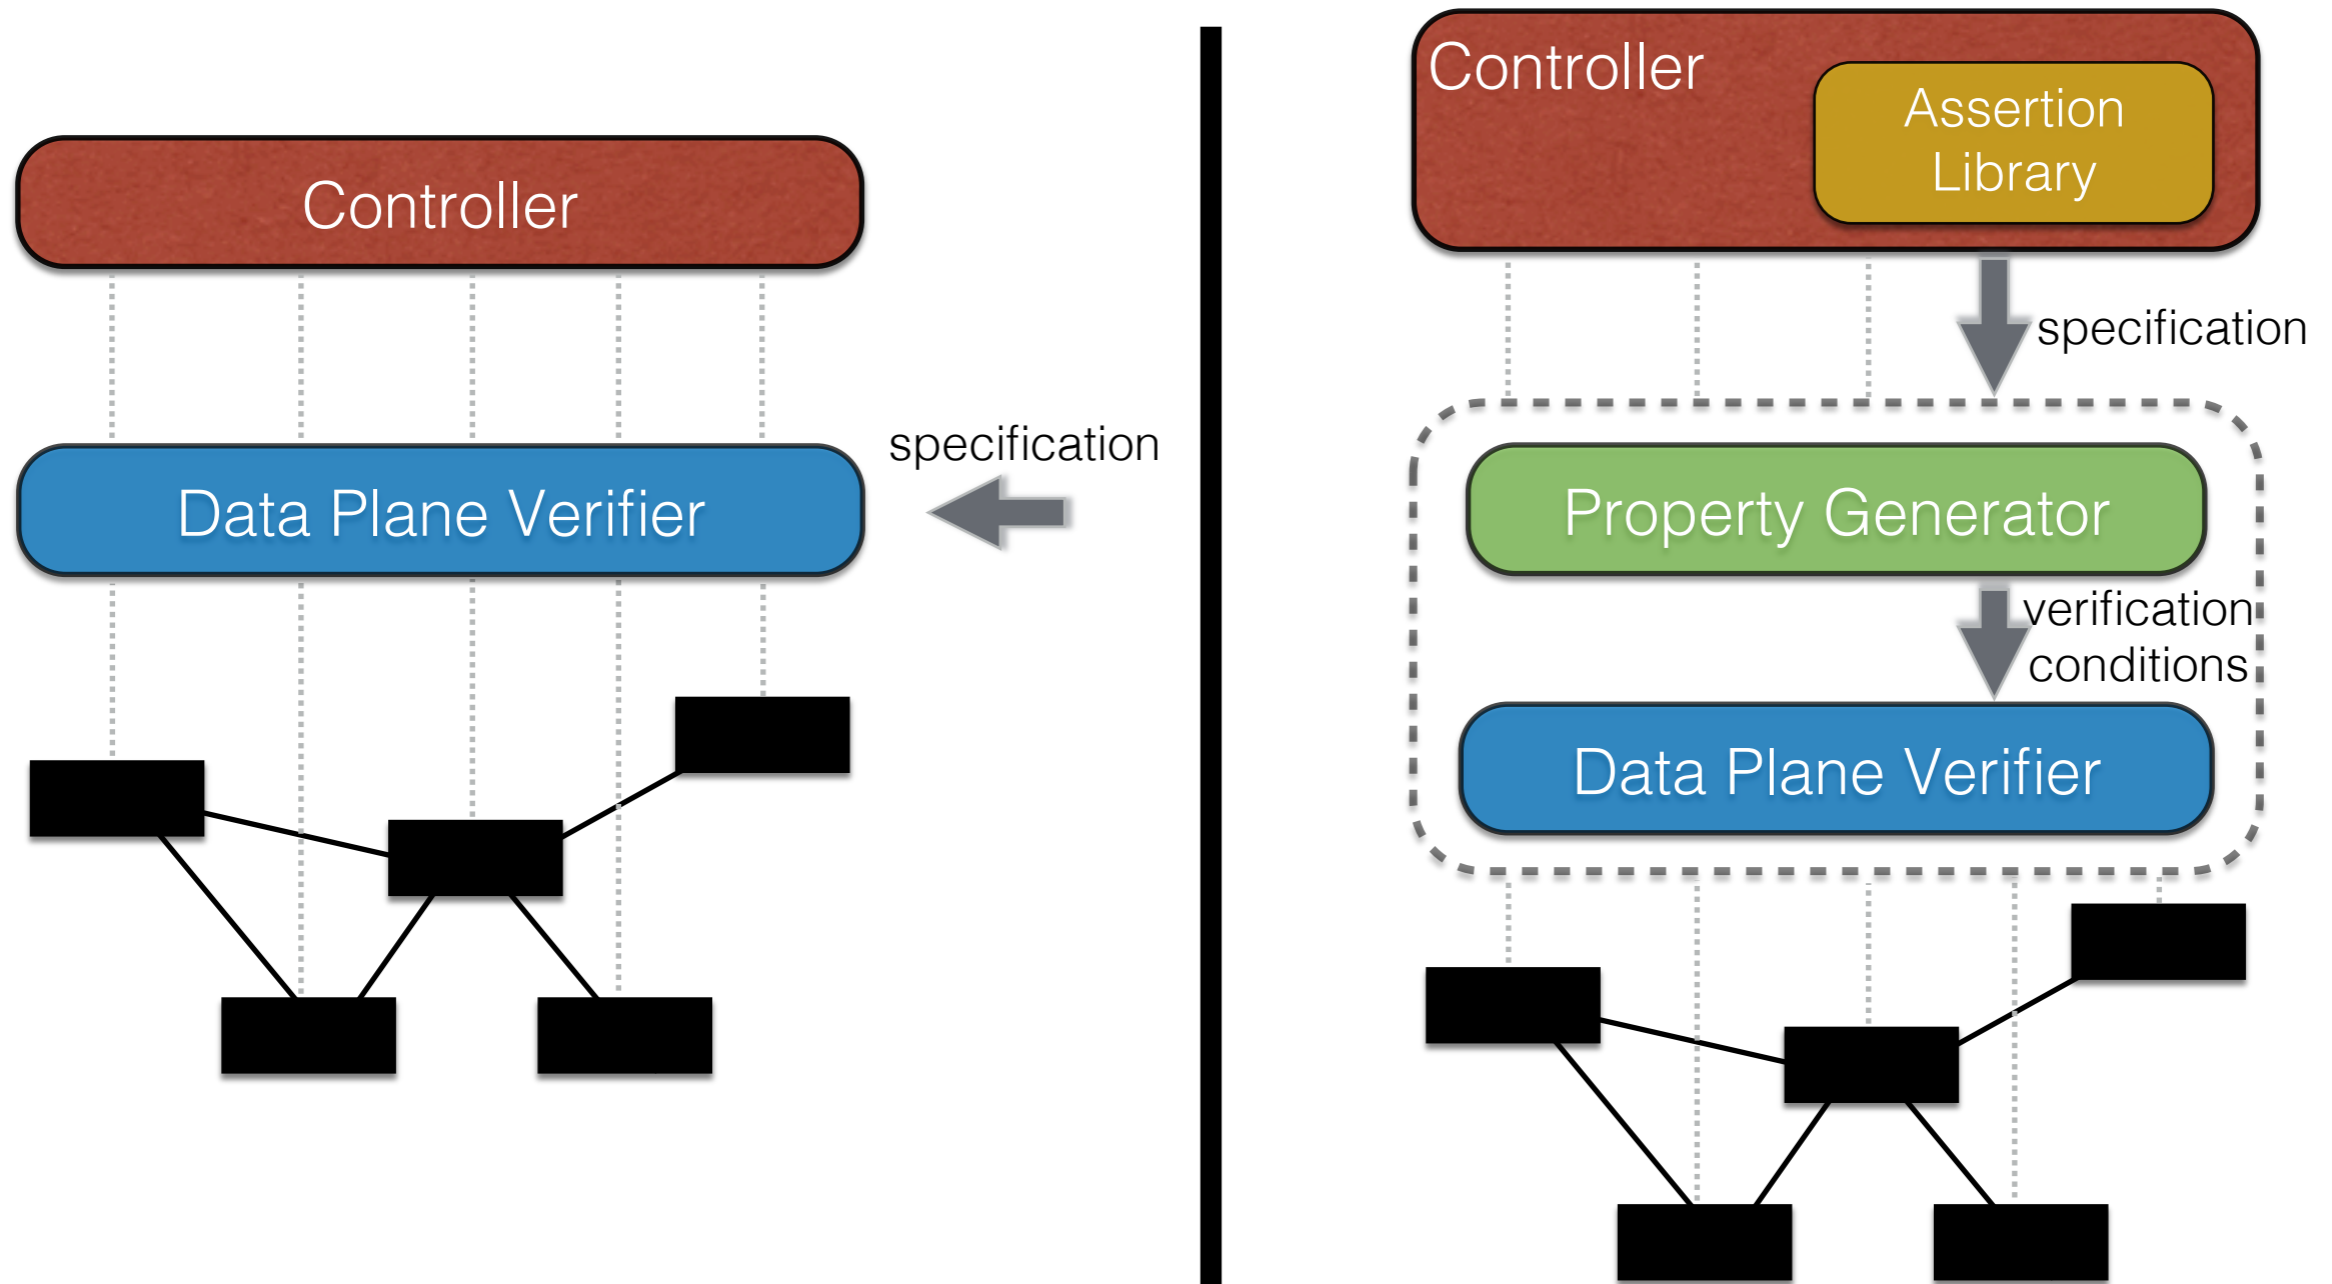 Controller
Data Plane Verifier
specification
Controller
Assertion
Library
specification
Property Generator
verification
conditions
Data Plane Verifier